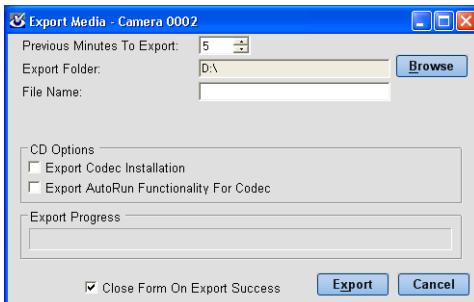 Export Media - Camera 0002
Previous Minutes To Export: 5
Export Folder: D:\ Browse
File Name:
CD Options
Export Codec Installation
Export AutoRun Functionality For Codec
Export Progress
Close Form On Export Success Export Cancel